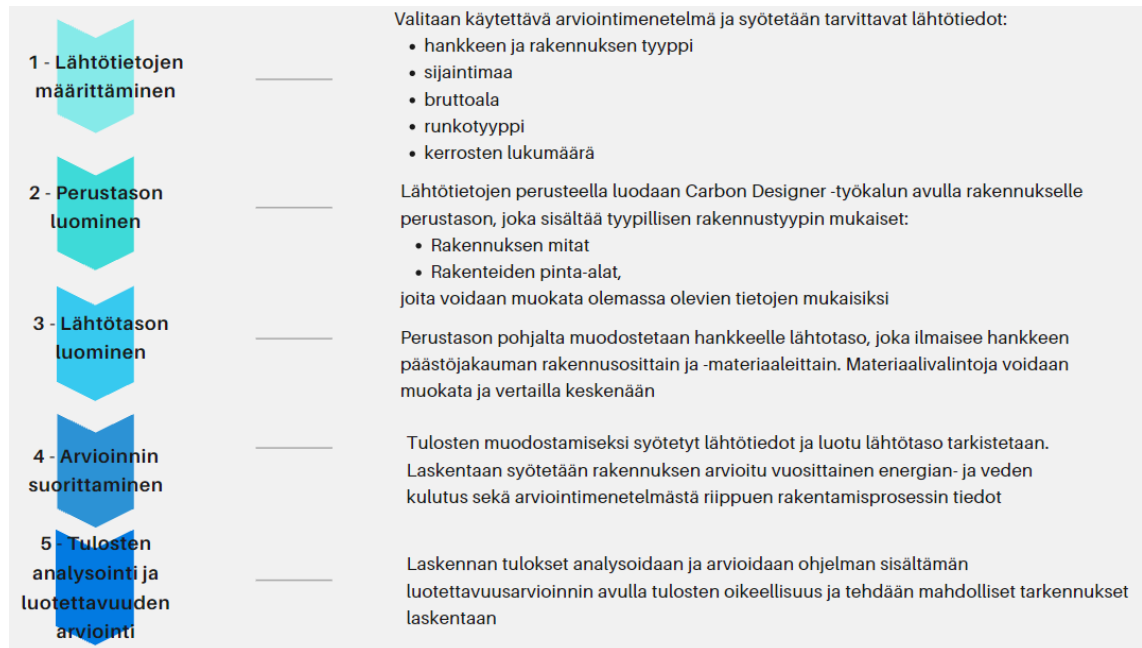 1 - Lähtötietojen
määrittäminen
Valitaan käytettävä arviointimenetelmä ja syötetään tarvittavat lähtötiedot:
• hankkeen ja rakennuksen tyyppi
• sijaintimaa
• bruttoala
• runkotyyppi
• kerrosten lukumäärä
2 - Perustason
luominen
Lähtötietojen perusteella luodaan Carbon Designer -työkalun avulla rakennukselle
perustason, joka sisältää tyypillisen rakennustyypin mukaiset:
• Rakennuksen mitat
• Rakenteiden pinta-alat,
joita voidaan muokata olemassa olevien tietojen mukaisiksi
3 - Lähtötason
luominen
Perustason pohjalta muodostetaan hankkeelle lähtotaso, joka ilmaisee hankkeen
päästöjakauman rakennusosittain ja -materiaaleittain. Materiaalivalintoja voidaan
muokata ja vertailla keskenään
4 - Arvioinnin
suorittaminen
Tulosten muodostamiseksi syötetyt lähtötiedot ja luotu lähtötaso tarkistetaan.
Laskentaan syötetään rakennuksen arvioitu vuosittainen energian- ja veden
kulutus sekä arviointimenetelmästä riippuen rakentamisprosessin tiedot
5 - Tulosten
analysointi ja
luotettavuuden
arviointi
Laskennan tulokset analysoidaan ja arvioidaan ohjelman sisältämän
luotettavuusarvioinnin avulla tulosten oikeellisuus ja tehdään mahdolliset tarkennukset
laskentaan